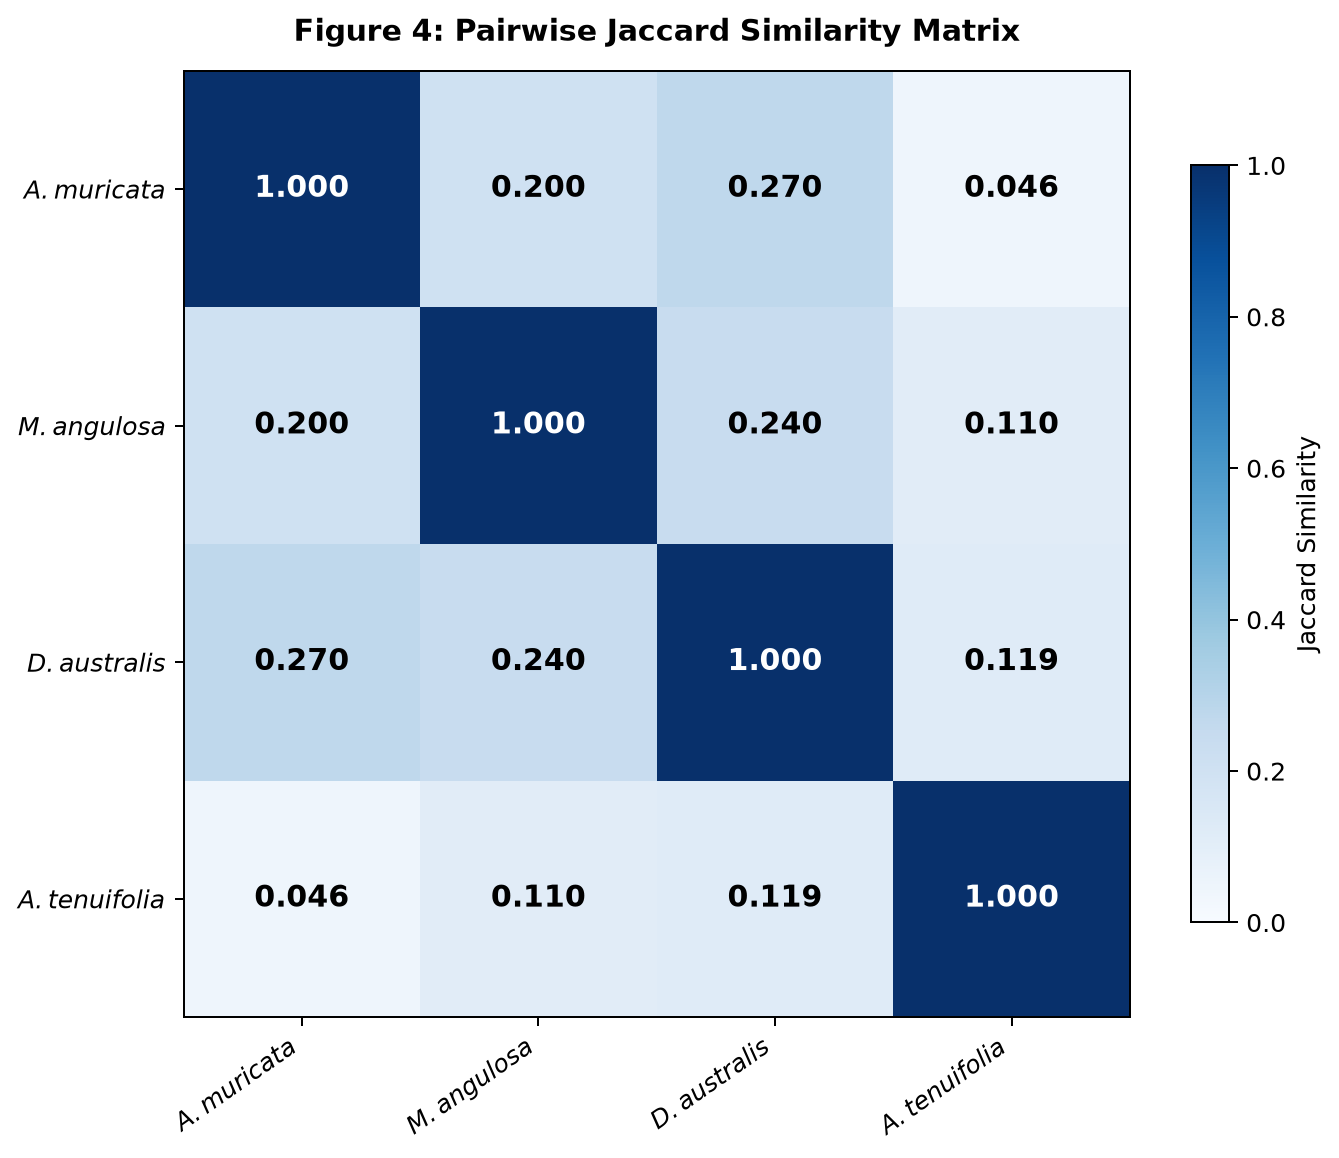 Figure 4: Pairwise Jaccard Similarity Matrix
A. muricata 1.000 0.200 0.270 0.046
M. angulosa 0.200 1.000 0.240 0.110
D. australis 0.270 0.240 1.000 0.119
A. tenuifolia 0.046 0.110 0.119 1.000
A. muricata M. angulosa D. australis A. tenuifolia
1.0
0.8
0.6
0.4
0.2
0.0
Jaccard Similarity